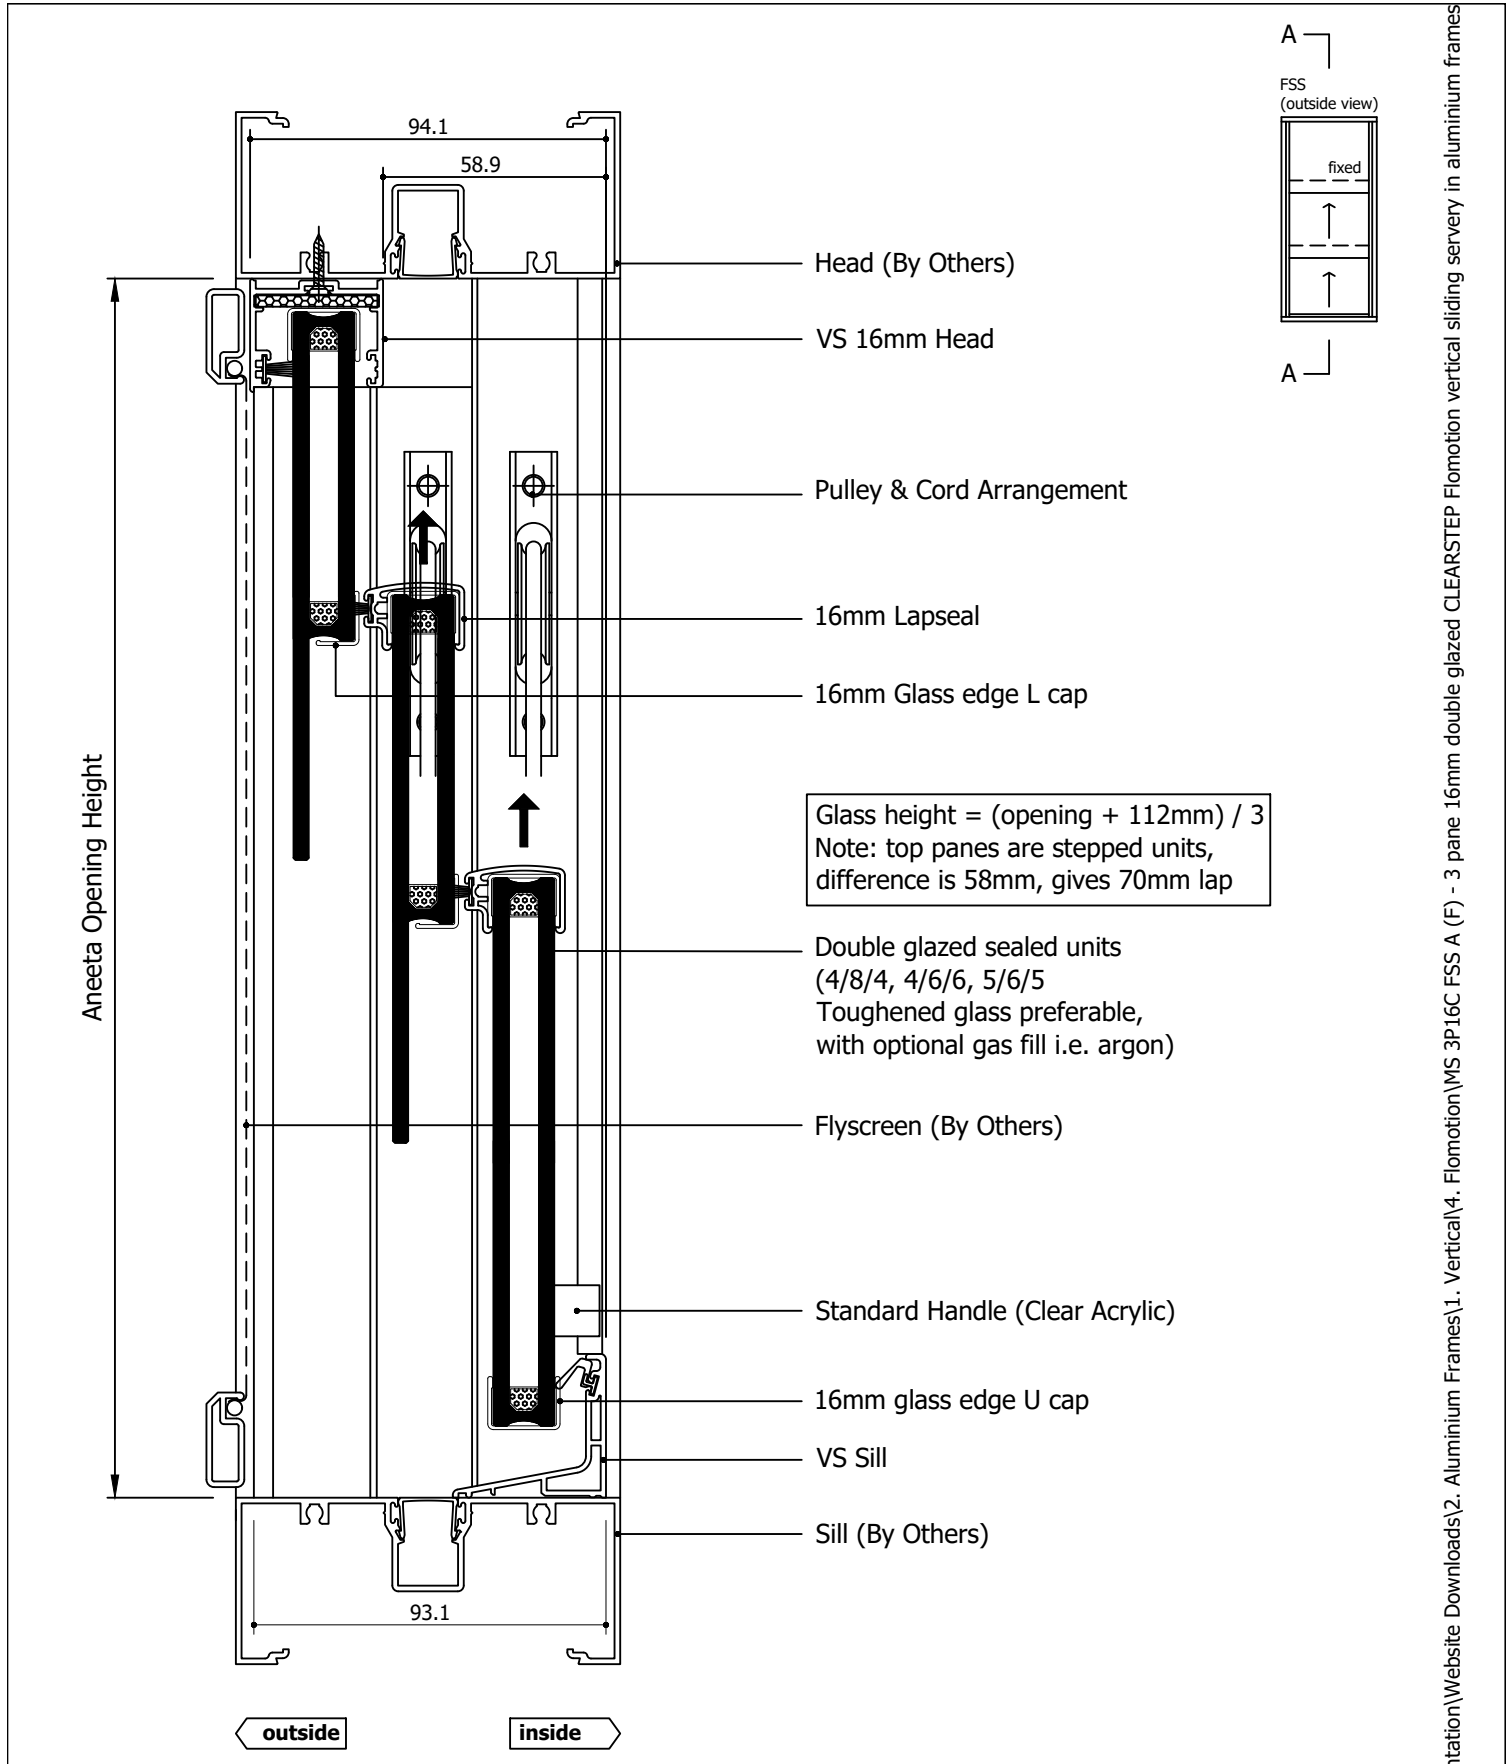 A
FSS
(outside view)
fixed
A
94.1
58.9
Head (By Others)
VS 16mm Head
Pulley & Cord Arrangement
16mm Lapseal
16mm Glass edge L cap
Aneeta Opening Height
Glass height = (opening + 112mm) / 3
Note: top panes are stepped units,
difference is 58mm, gives 70mm lap
Double glazed sealed units
(4/8/4, 4/6/6, 5/6/5
Toughened glass preferable,
with optional gas fill i.e. argon)
Flyscreen (By Others)
Standard Handle (Clear Acrylic)
16mm glass edge U cap
VS Sill
Sill (By Others)
93.1
outside
inside
ntation\Website Downloads\2. Aluminium Frames\1. Vertical\4. Flomotion\MS 3P16C FSS A (F) - 3 pane 16mm double glazed CLEARSTEP Flomotion vertical sliding servery in aluminium frames